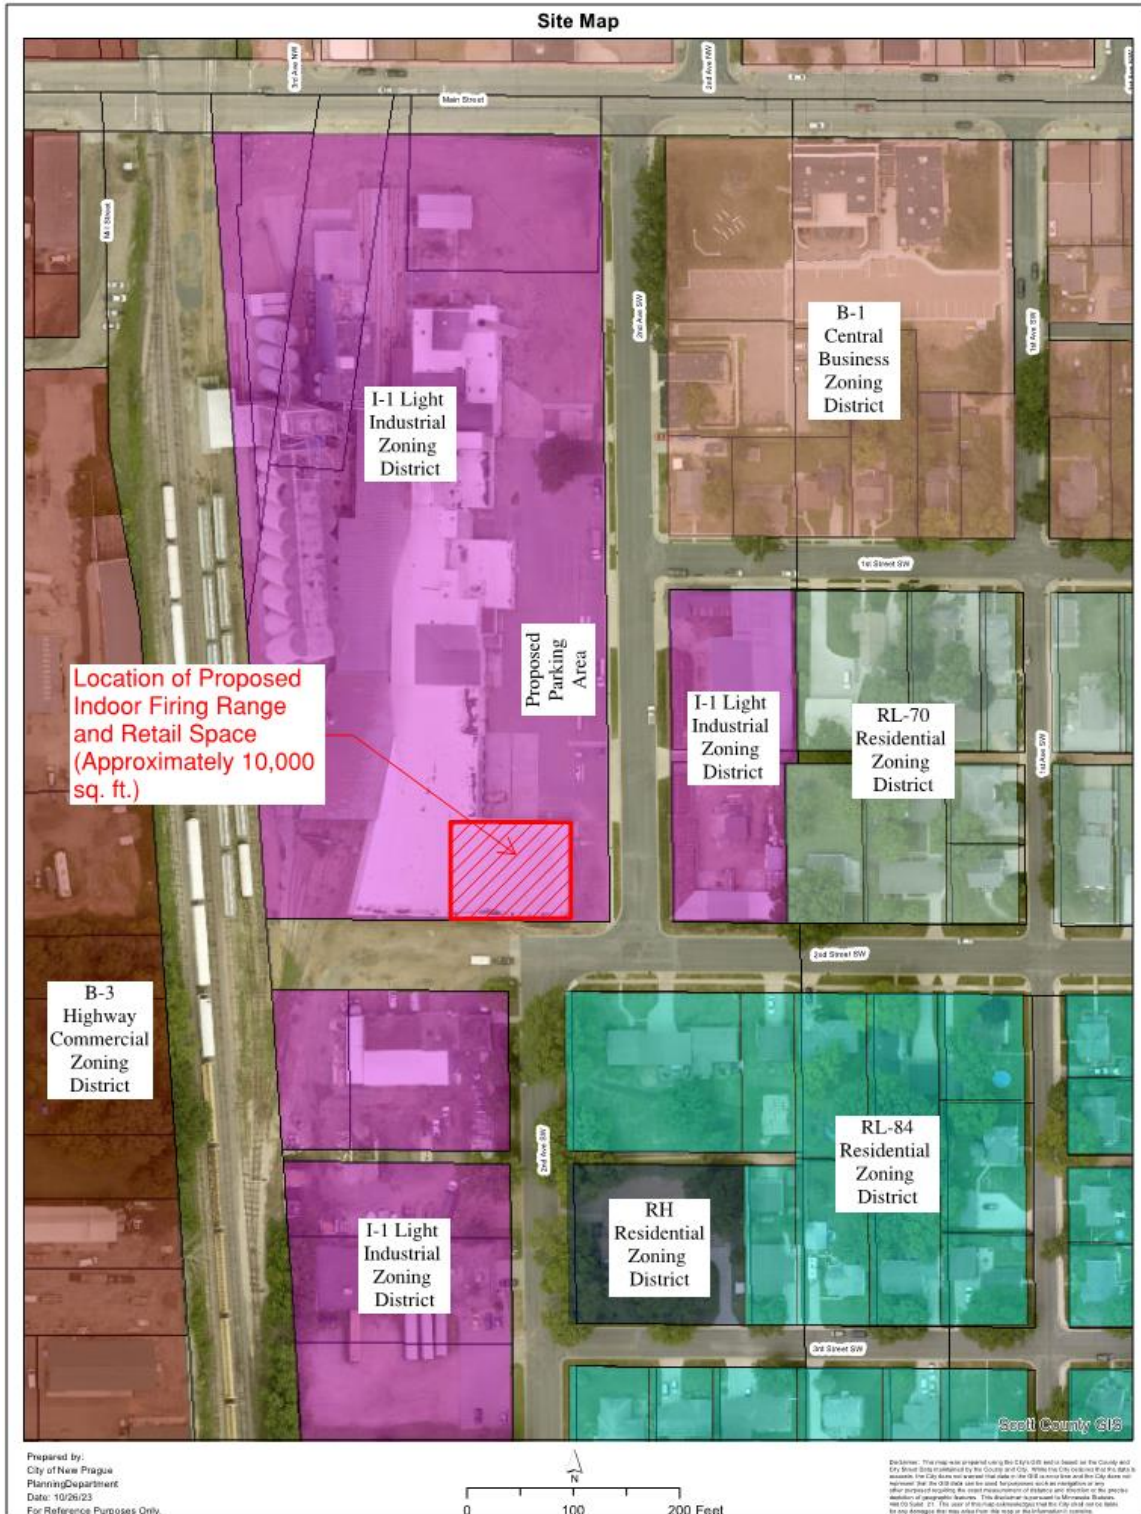 Site Map
3rd Ave NW
2nd Ave NW
Main Street
Mill Street
2nd Ave SW
1st Ave SW
B-1
Central
Business
Zoning
District
I-1 Light
Industrial
Zoning
District
1st Street SW
Proposed
Parking
Area
Location of Proposed
Indoor Firing Range
and Retail Space
(Approximately 10,000
sq. ft.)
I-1 Light
Industrial
Zoning
District
RL-70
Residential
Zoning
District
1st Ave SW
2nd Street SW
B-3
Highway
Commercial
Zoning
District
2nd Ave SW
RL-84
Residential
Zoning
District
RH
Residential
Zoning
District
I-1 Light
Industrial
Zoning
District
3rd Street SW
Scott County GIS
Prepared by:
City of New Prague
PlanningDepartment
Date: 10/26/23
For Reference Purposes Only.
N
0 100 200 Feet